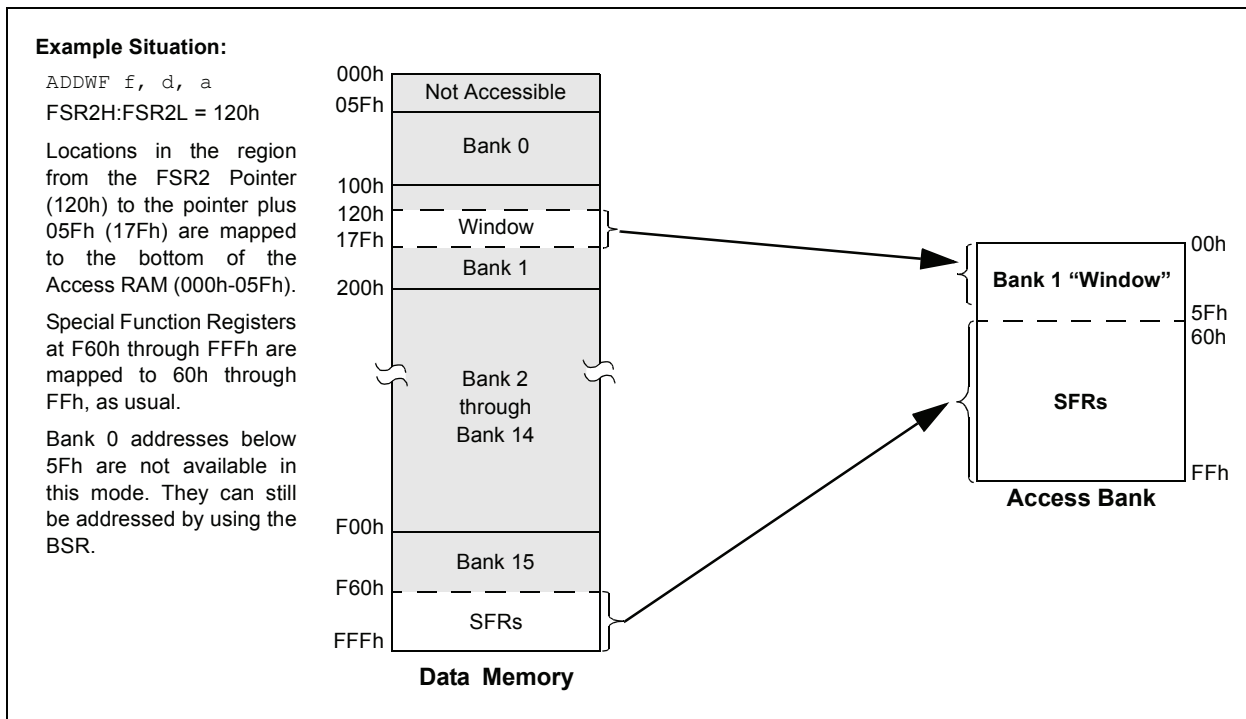 Example Situation:
ADDWF f, d, a
FSR2H:FSR2L = 120h
Locations in the region
from the FSR2 Pointer
(120h) to the pointer plus
05Fh (17Fh) are mapped
to the bottom of the
Access RAM (000h-05Fh).
Special Function Registers
at F60h through FFFh are
mapped to 60h through
FFh, as usual.
Bank 0 addresses below
5Fh are not available in
this mode. They can still
be addressed by using the
BSR.
000h
Not Accessible
05Fh
Bank 0
100h
120h
Window
17Fh
Bank 1
200h
Bank 2
through
Bank 14
F00h
Bank 15
F60h
SFRs
FFFh
Data Memory
00h
Bank 1 “Window”
5Fh
60h
SFRs
FFh
Access Bank